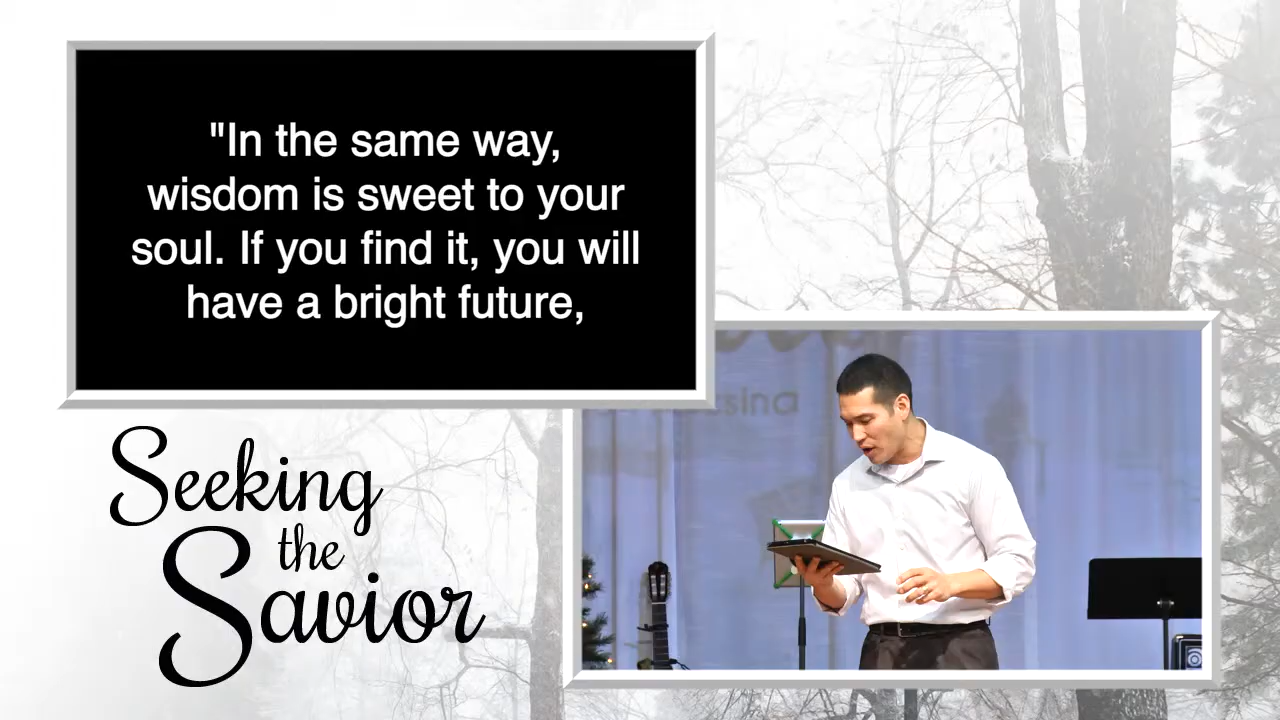 "In the same way,
wisdom is sweet to your
soul. If you find it, you will
have a bright future,
Seeking
the
Savior